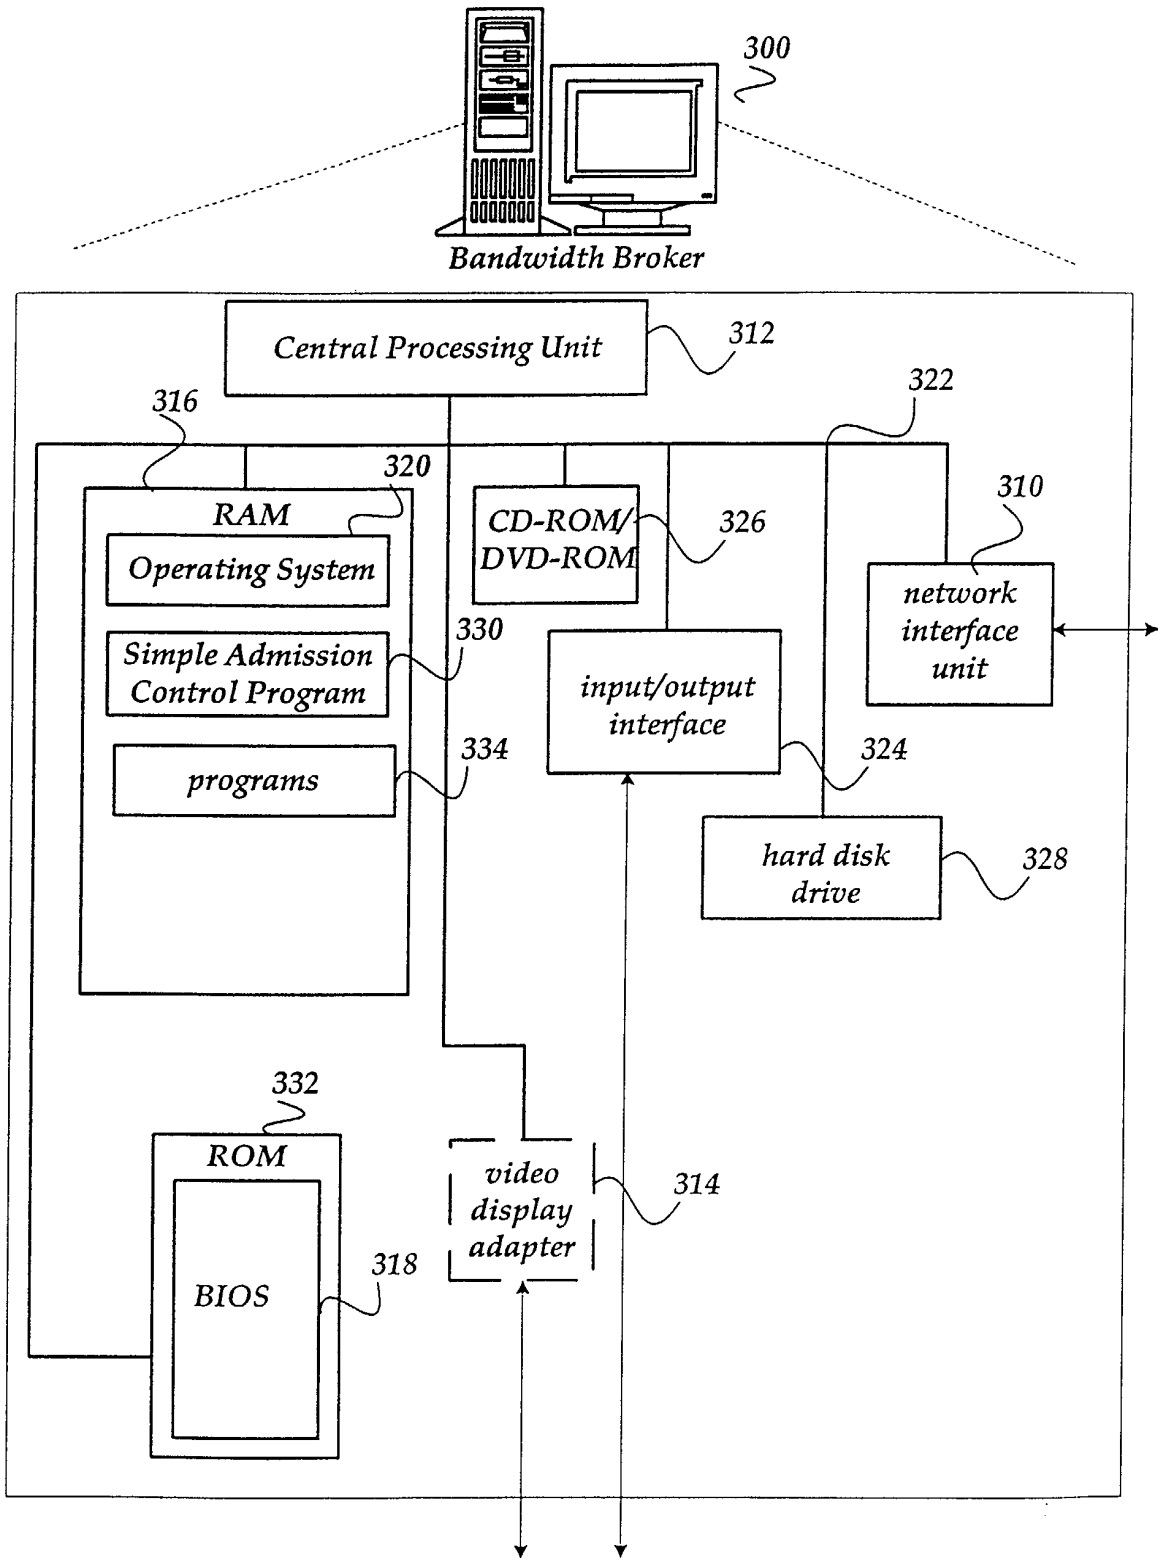 300
Bandwidth Broker
Central Processing Unit
312
316
322
320
RAM
Operating System
CD-ROM/
DVD-ROM
326
310
network
interface
unit
330
Simple Admission
Control Program
input/output
interface
324
334
programs
hard disk
drive
328
332
ROM
BIOS
318
video
display
adapter
314